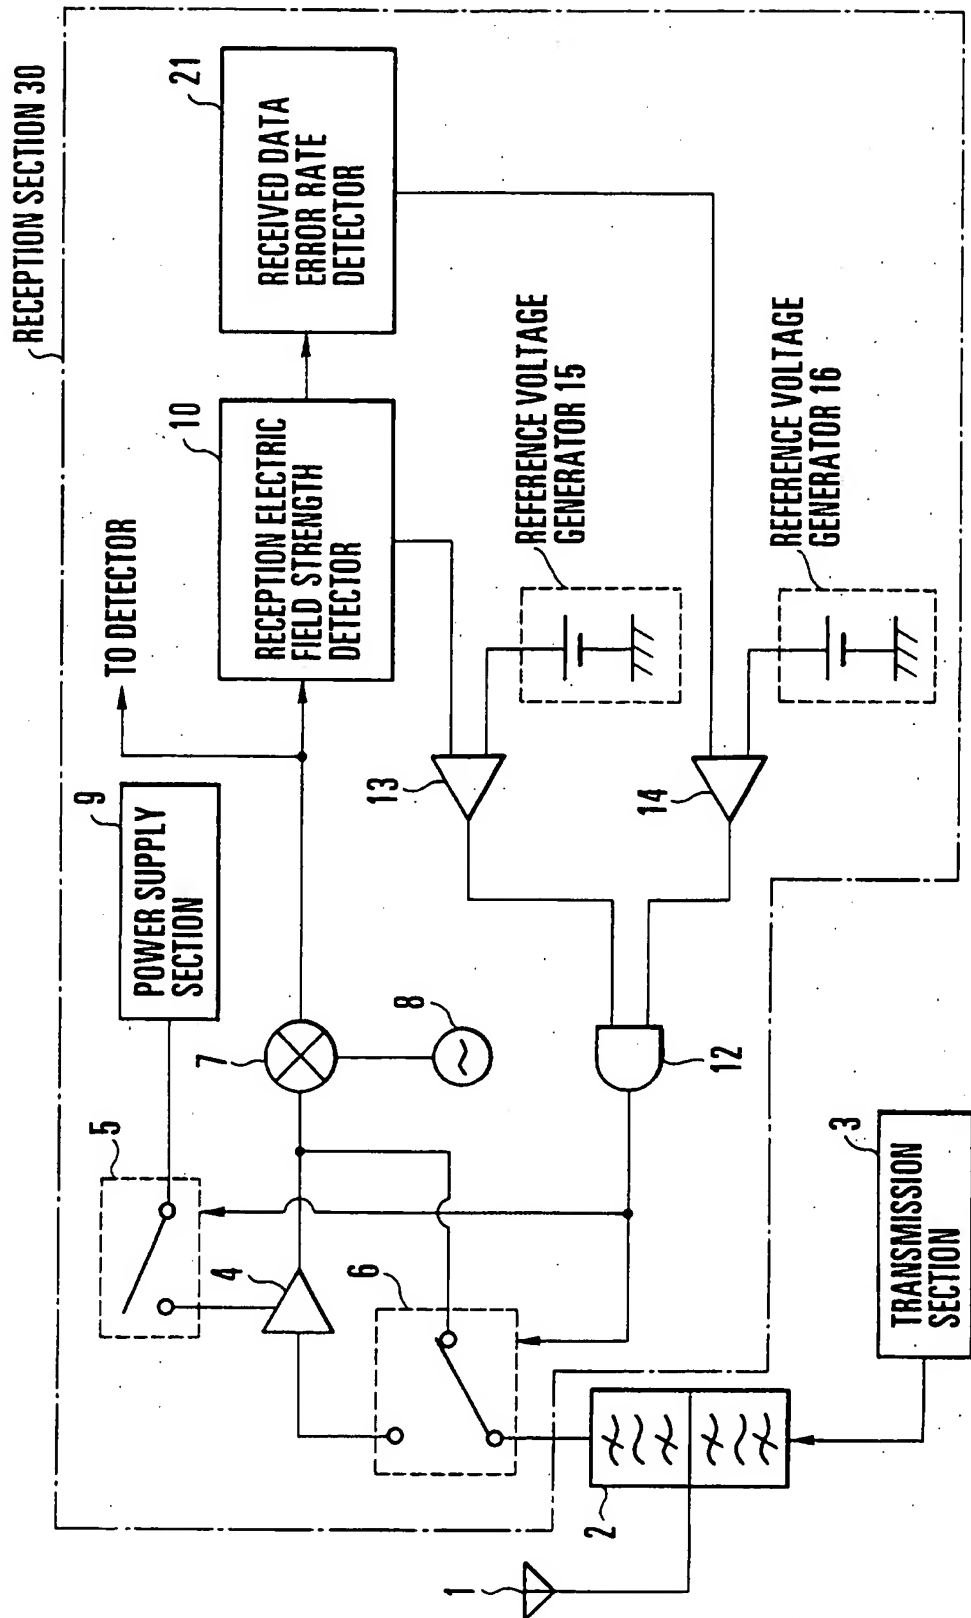 RECEPTION SECTION 30
21
RECEIVED DATA
ERROR RATE
DETECTOR
10
RECEPTION ELECTRIC
FIELD STRENGTH
DETECTOR
TO DETECTOR
9
POWER SUPPLY
SECTION
5
4
6
7
8
REFERENCE VOLTAGE
GENERATOR 15
REFERENCE VOLTAGE
GENERATOR 16
13
14
12
3
TRANSMISSION
SECTION
2
1